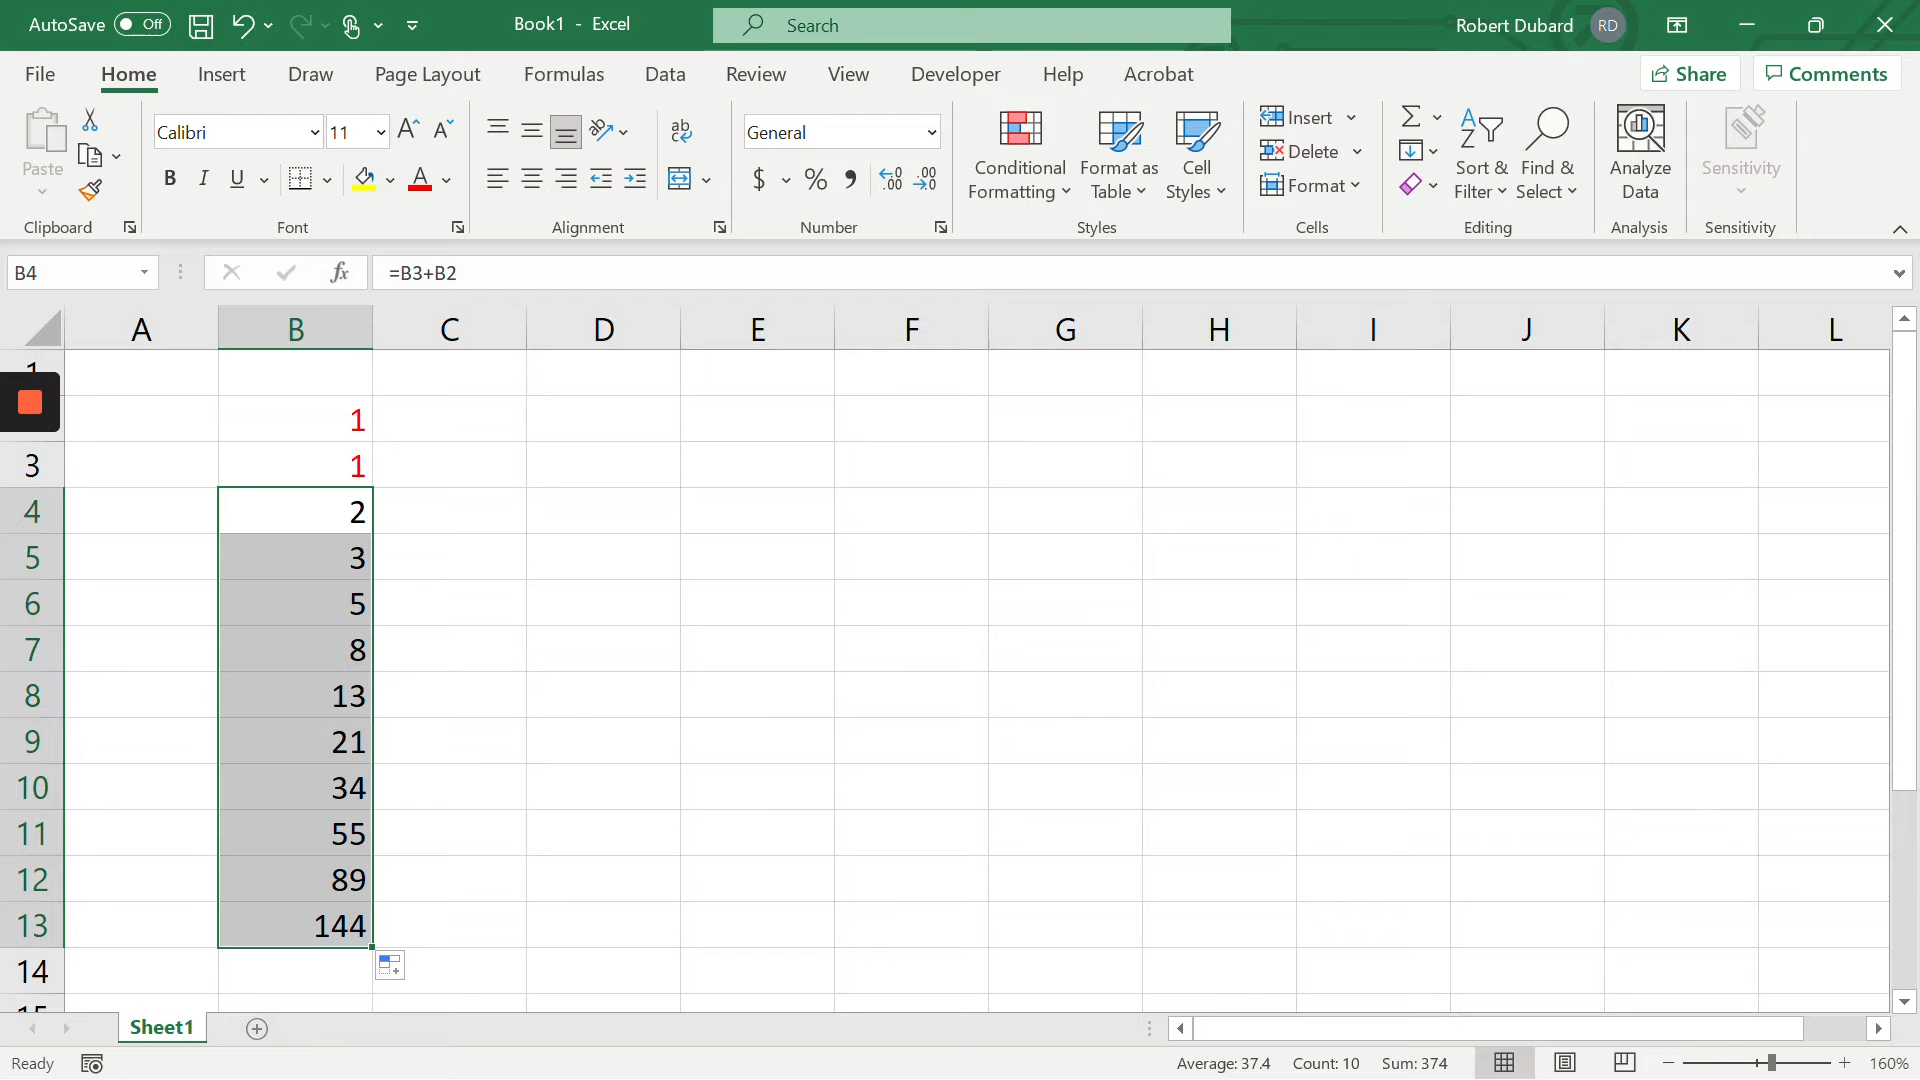 AutoSave Off Book1 - Excel Search Robert Dubard RD
File Home Insert Draw Page Layout Formulas Data Review View Developer Help Acrobat Share Comments
Paste
Calibri 11
B I U A
ab
General
$ % 9
Conditional Formatting
Format as Table
Cell Styles
Insert
Delete
Format
Sort & Filter
Find & Select
Analyze Data
Sensitivity
Clipboard Font Alignment Number Styles Cells Editing Analysis Sensitivity
B4 fx =B3+B2
A B C D E F G H I J K L
1
1
3 1
4 2
5 3
6 5
7 8
8 13
9 21
10 34
11 55
12 89
13 144
14
15
Sheet1
Ready Average: 37.4 Count: 10 Sum: 374 160%